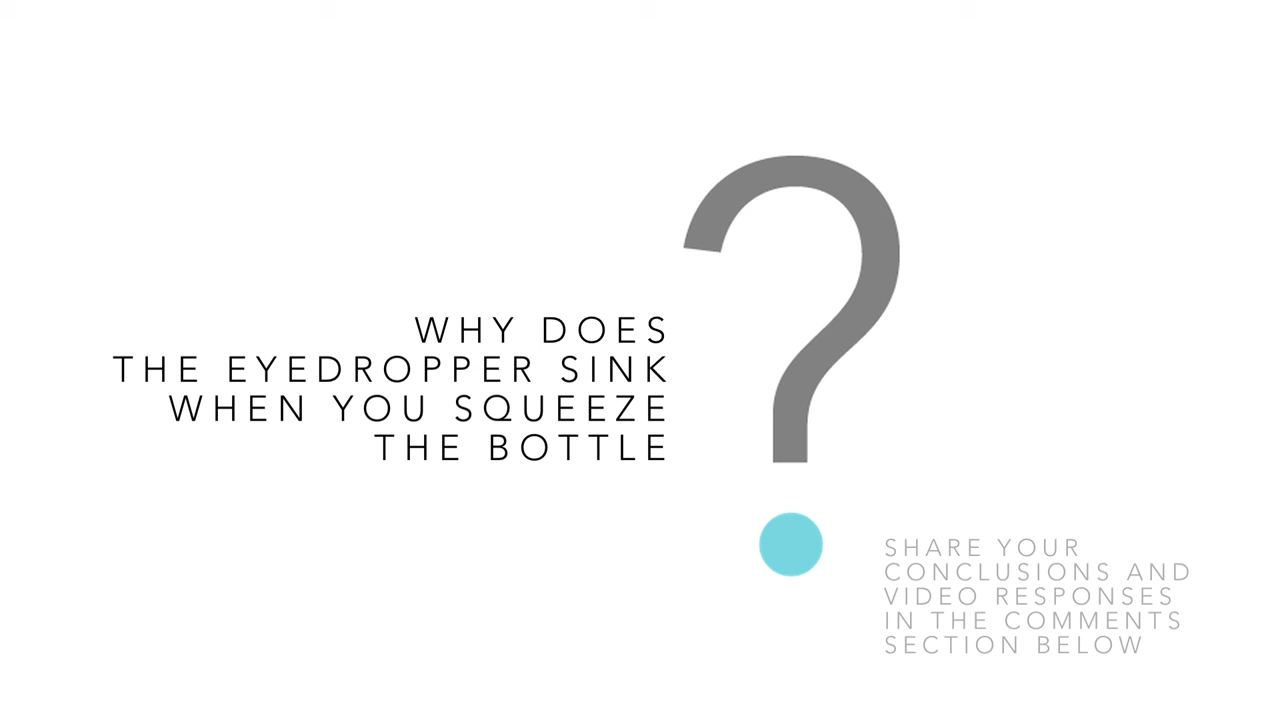 WHY DOES
THE EYEDROPPER SINK
WHEN YOU SQUEEZE
THE BOTTLE
?
SHARE YOUR
CONCLUSIONS AND
VIDEO RESPONSES
IN THE COMMENTS
SECTION BELOW